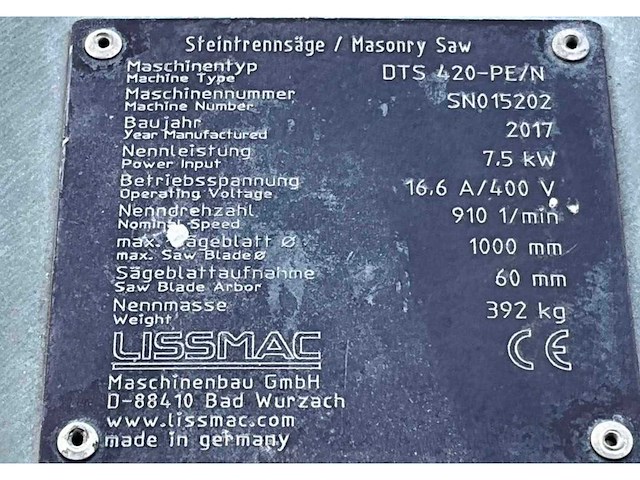 Steintrennsäge / Masonry Saw
Maschinentyp DTS 420-PE/N
Machine Type
Maschinennummer SN015202
Machine Number
Baujahr 2017
Year Manufactured
Nennleistung 7.5 kW
Power Input
Betriebsspannung 16.6 A/400 V
Operating Voltage
Nenndrehzahl 910 1/min
Nominal Speed
max. Sägeblatt Ø 1000 mm
max. Saw Blade Ø
Sägeblattaufnahme 60 mm
Saw Blade Arbor
Nennmasse 392 kg
Weight
LISSMAC CE
Maschinenbau GmbH
D-88410 Bad Wurzach
www.lissmac.com
made in germany